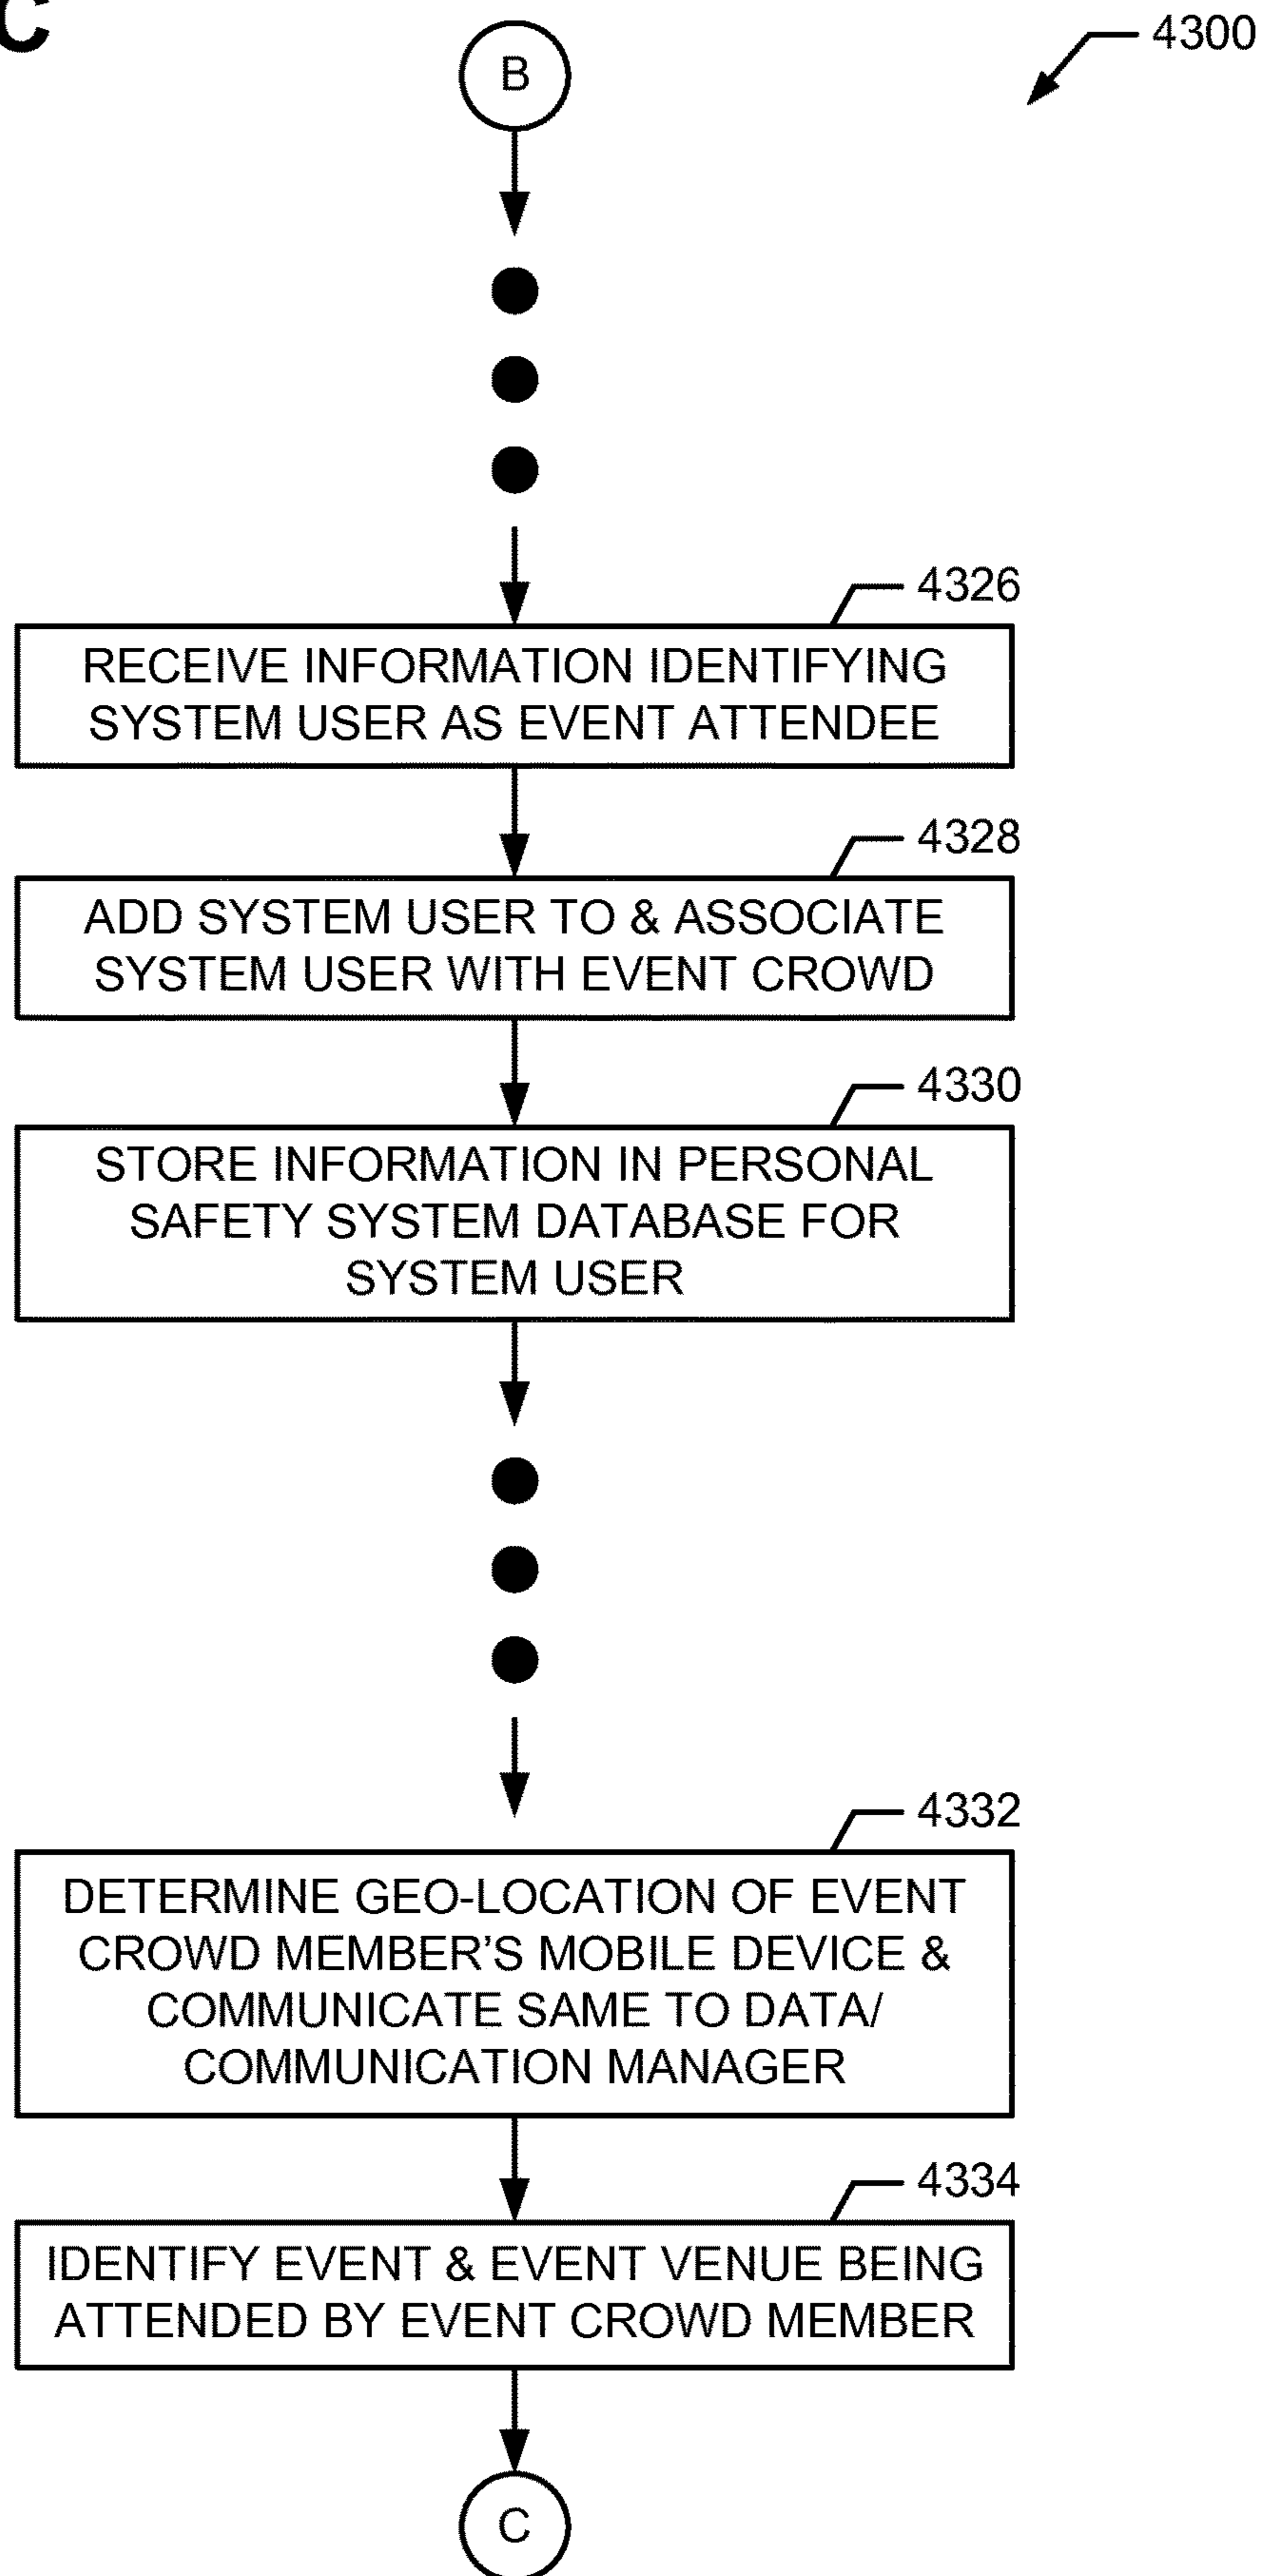 C
4300
B
4326
RECEIVE INFORMATION IDENTIFYING
SYSTEM USER AS EVENT ATTENDEE
4328
ADD SYSTEM USER TO & ASSOCIATE
SYSTEM USER WITH EVENT CROWD
4330
STORE INFORMATION IN PERSONAL
SAFETY SYSTEM DATABASE FOR
SYSTEM USER
4332
DETERMINE GEO-LOCATION OF EVENT
CROWD MEMBER’S MOBILE DEVICE &
COMMUNICATE SAME TO DATA/
COMMUNICATION MANAGER
4334
IDENTIFY EVENT & EVENT VENUE BEING
ATTENDED BY EVENT CROWD MEMBER
C